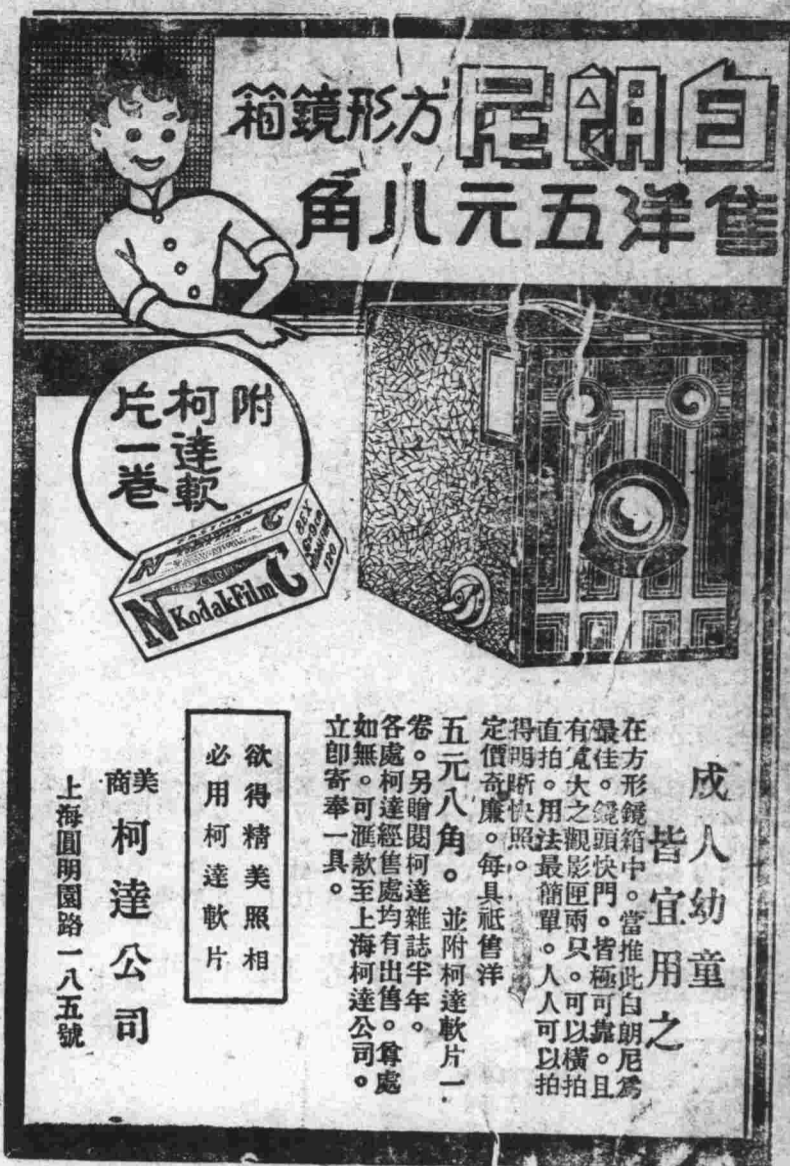 白朗尼方形鏡箱
售洋五元八角
附
柯達軟
片一卷
EASTMAN
NC
KodakFilm
120
成人幼童
皆宜用之
在方形鏡箱中。當推此白朗尼爲
最佳。鏡頭快門。皆極可靠。且
有寬大之觀影匣兩只。可以橫拍
直拍。用法最簡單。人人可以拍
得明晰快照。
定價奇廉。每具祗售洋
五元八角。並附柯達軟片一
卷。另贈閱柯達雜誌半年。
各處柯達經售處均有出售。尊處
如無。可滙款至上海柯達公司。
立卽寄奉一具。
欲得精美照相
必用柯達軟片
美商柯達公司
上海圓明園路一八五號